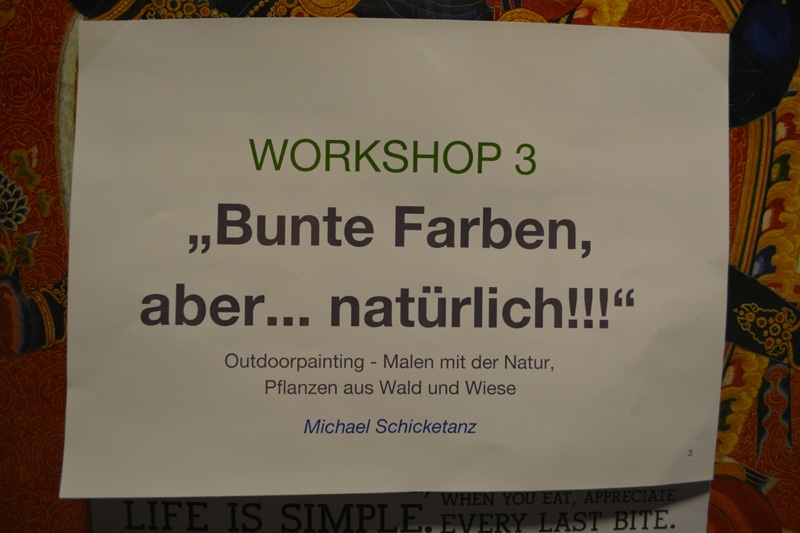 WORKSHOP 3
„Bunte Farben,
aber... natürlich!!!“
Outdoorpainting - Malen mit der Natur,
Pflanzen aus Wald und Wiese
Michael Schicketanz
3
LIFE IS SIMPLE.
WHEN YOU EAT, APPRECIATE
EVERY LAST BITE.